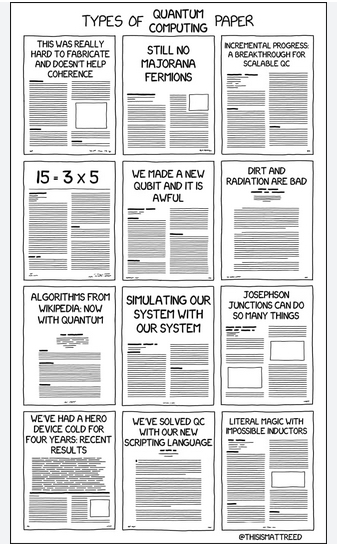 TYPES OF QUANTUM COMPUTING PAPER
THIS WAS REALLY
HARD TO FABRICATE
AND DOESN'T HELP
COHERENCE
STILL NO
MAJORANA
FERMIONS
INCREMENTAL PROGRESS:
A BREAKTHROUGH FOR
SCALABLE QC
15 = 3 x 5
WE MADE A NEW
QUBIT AND IT IS
AWFUL
DIRT AND
RADIATION ARE BAD
ALGORITHMS FROM
WIKIPEDIA: NOW
WITH QUANTUM
SIMULATING OUR
SYSTEM WITH
OUR SYSTEM
JOSEPHSON
JUNCTIONS CAN DO
SO MANY THINGS
WE'VE HAD A HERO
DEVICE COLD FOR
FOUR YEARS: RECENT
RESULTS
WE'VE SOLVED QC
WITH OUR NEW
SCRIPTING LANGUAGE
LITERAL MAGIC WITH
IMPOSSIBLE INDUCTORS
@THISISMATTREED